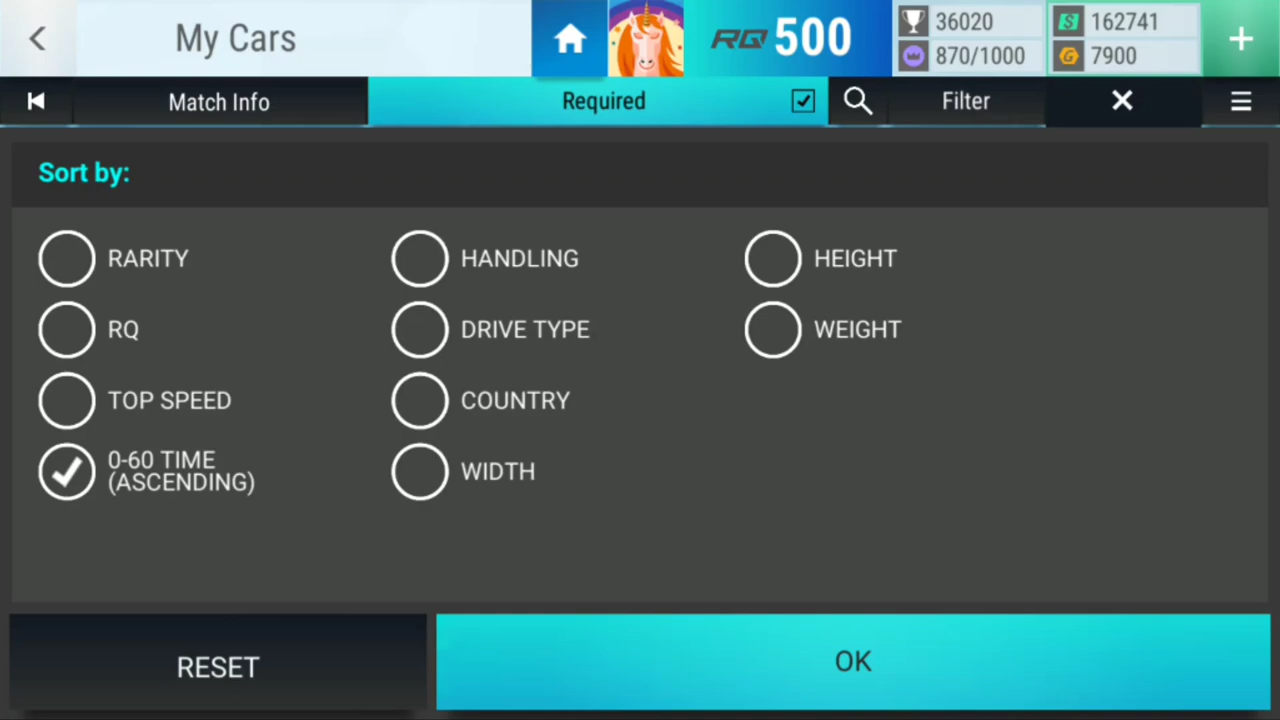 My Cars
RQ 500
36020
870/1000
162741
7900
Match Info
Required
Filter
Sort by:
RARITY
HANDLING
HEIGHT
RQ
DRIVE TYPE
WEIGHT
TOP SPEED
COUNTRY
0-60 TIME
(ASCENDING)
WIDTH
RESET
OK